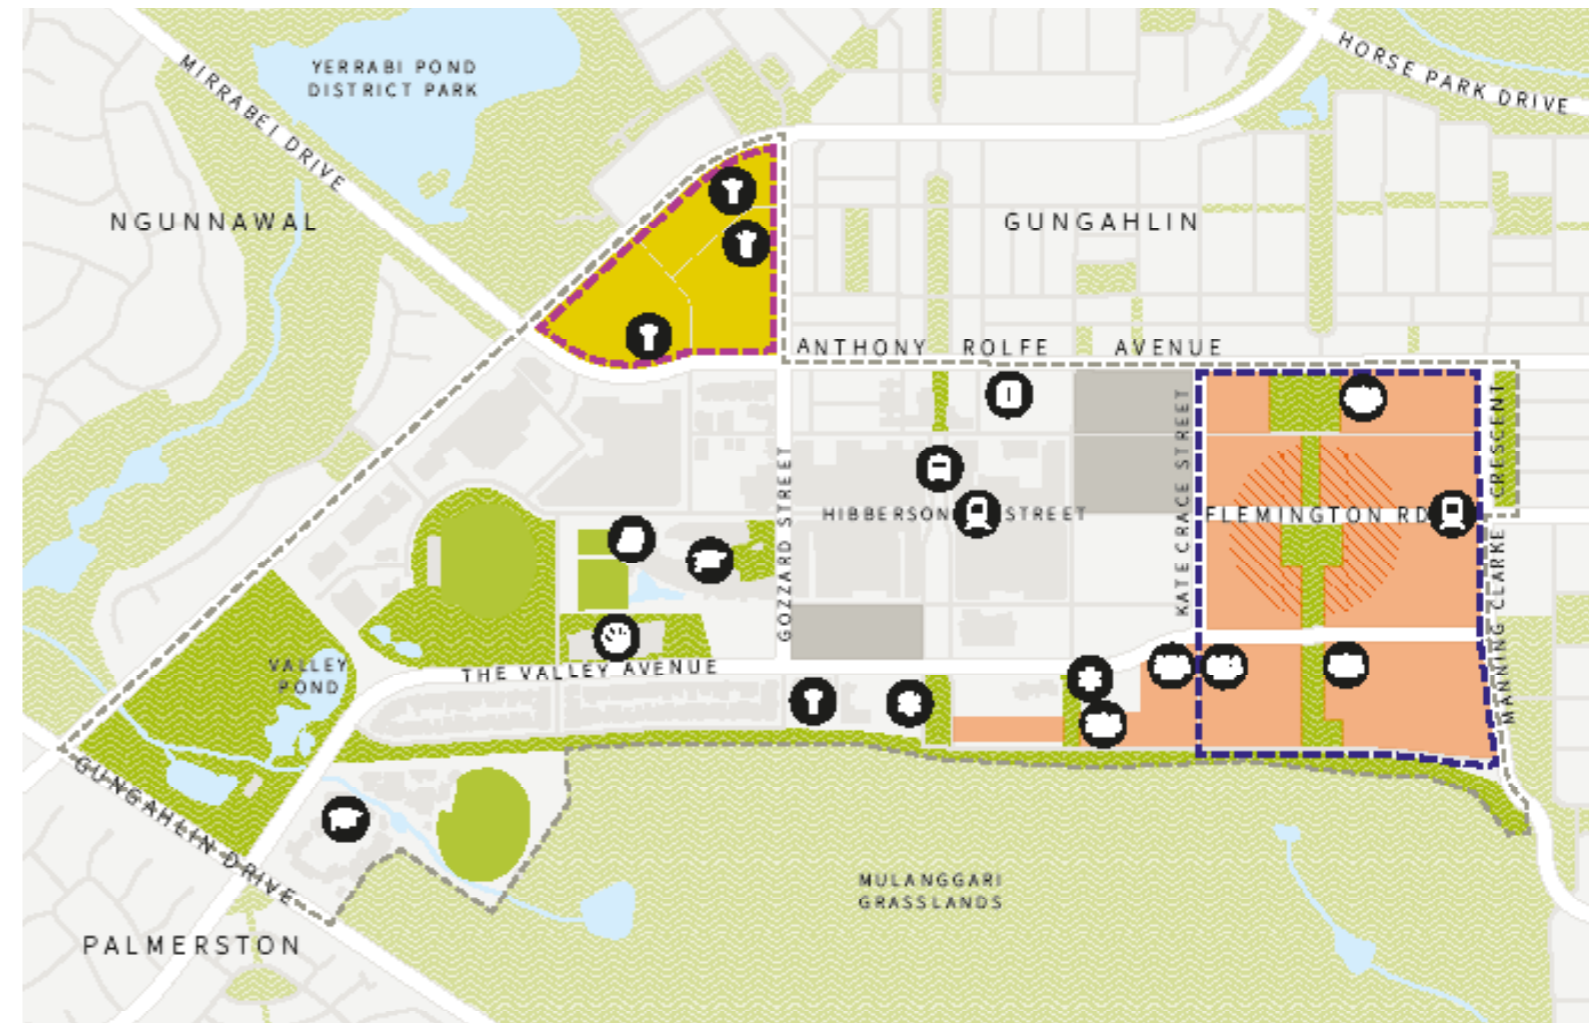 YERRABI POND
DISTRICT PARK
HORSE PARK DRIVE
MIRRABEI DRIVE
NGUNNAWAL
GUNGAHLIN
ANTHONY ROLFE AVENUE
KATE CRACE STREET
MANNING CLARKE CRESCENT
GOZZARD STREET
HIBBERSON STREET
FLEMINGTON RD
VALLEY
POND
THE VALLEY AVENUE
GUNGAHLIN DRIVE
MULANGGARI
GRASSLANDS
PALMERSTON